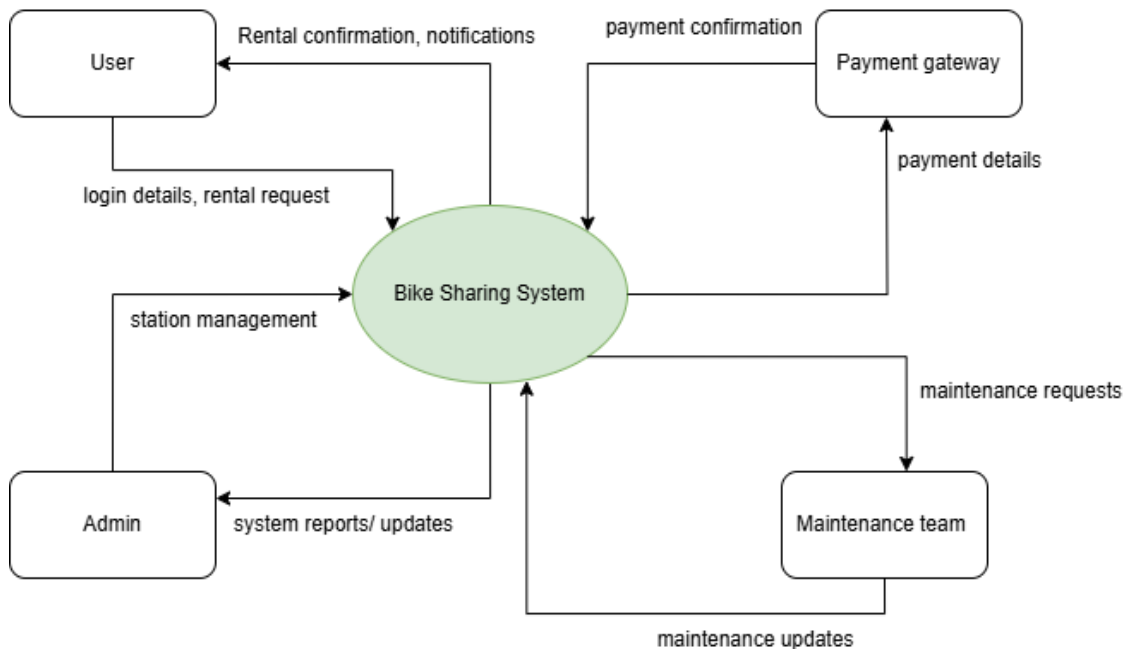 Rental confirmation, notifications
payment confirmation
User
Payment gateway
payment details
login details, rental request
Bike Sharing System
station management
maintenance requests
Admin
system reports/ updates
Maintenance team
maintenance updates